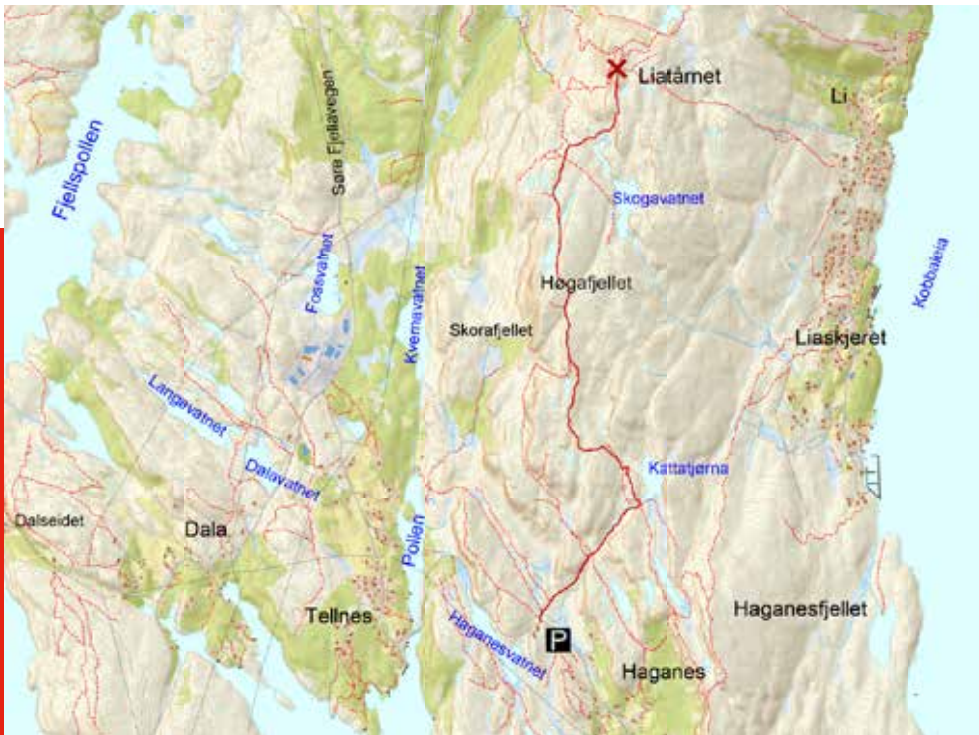 Liatårnet
Li
Fjellspollen
Søre Fjellavegen
Skogavatnet
Fossvatnet
Kvernavatnet
Høgafjellet
Kobbaleia
Skorafjellet
Liaskjeret
Langavatnet
Dalavatnet
Kattatjørna
Dalseidet
Dala
Pollen
Tellnes
Haganesvatnet
P
Haganes
Haganesfjellet